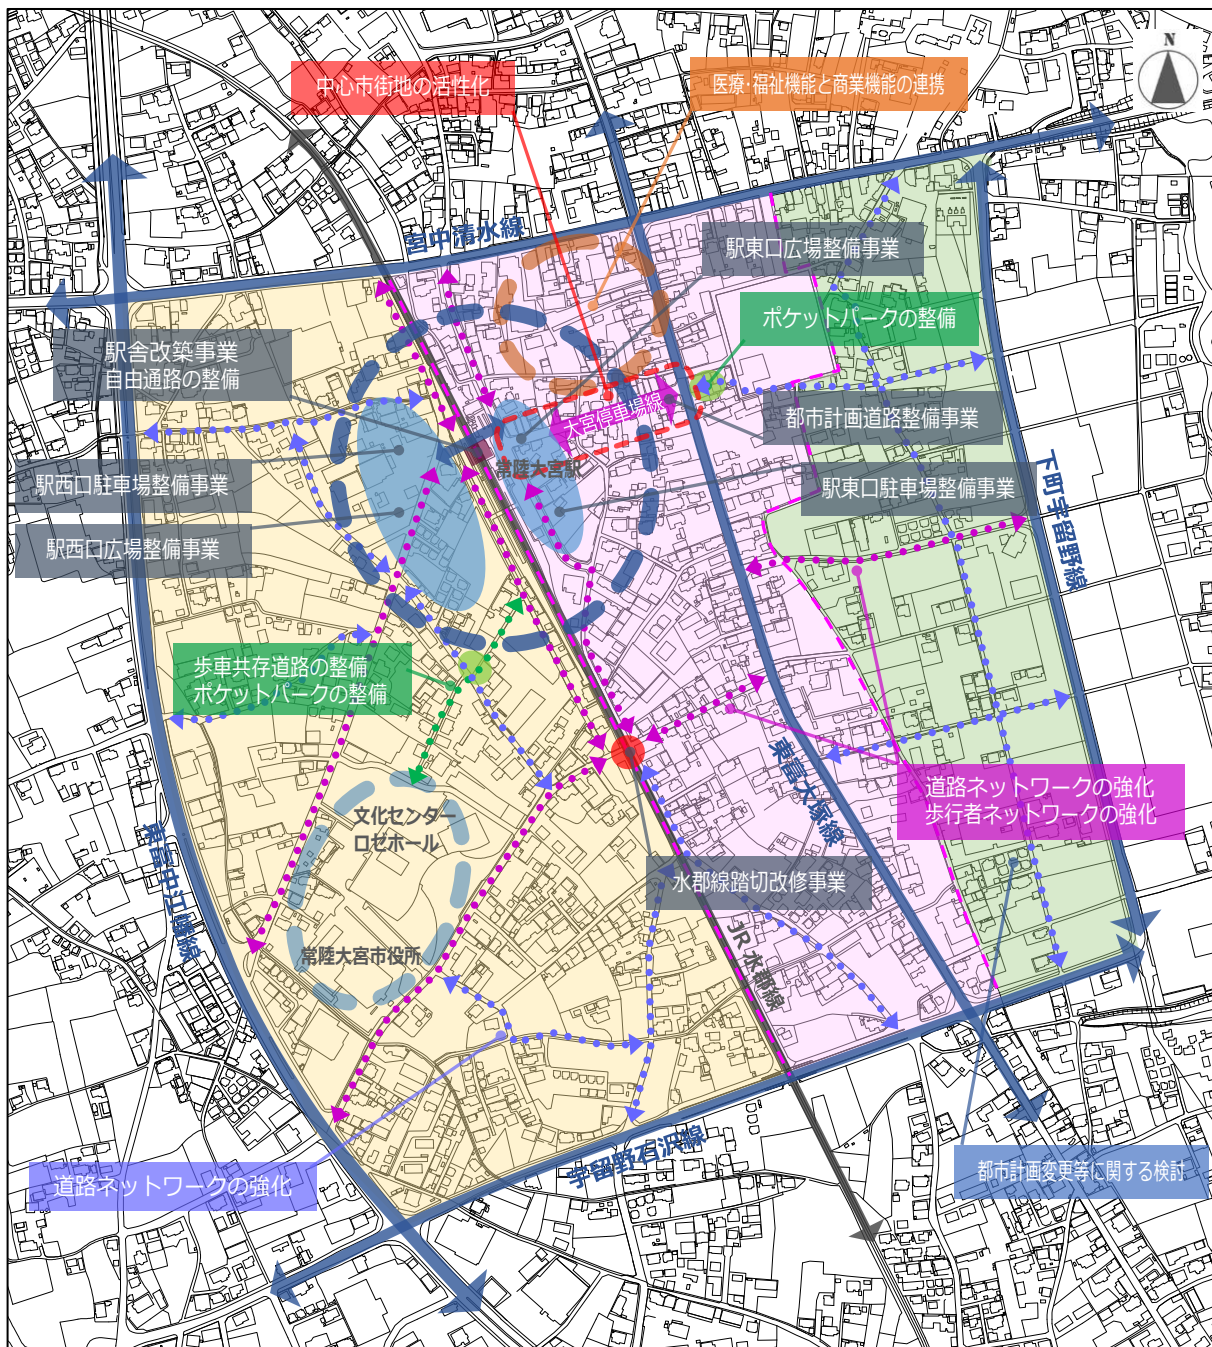 N
中心市街地の活性化
医療・福祉機能と商業機能の連携
宮中清水線
駅東口広場整備事業
ポケットパークの整備
駅舎改築事業
自由通路の整備
大宮停車場線
都市計画道路整備事業
常陸大宮駅
駅西口駐車場整備事業
駅東口駐車場整備事業
下町宇留野線
駅西口広場整備事業
歩車共存道路の整備
ポケットパークの整備
東富大塚線
道路ネットワークの強化
歩行者ネットワークの強化
文化センター
ロゼホール
東富中江幡線
水郡線踏切改修事業
JR水郡線
常陸大宮市役所
宇留野石沢線
都市計画変更等に関する検討
道路ネットワークの強化